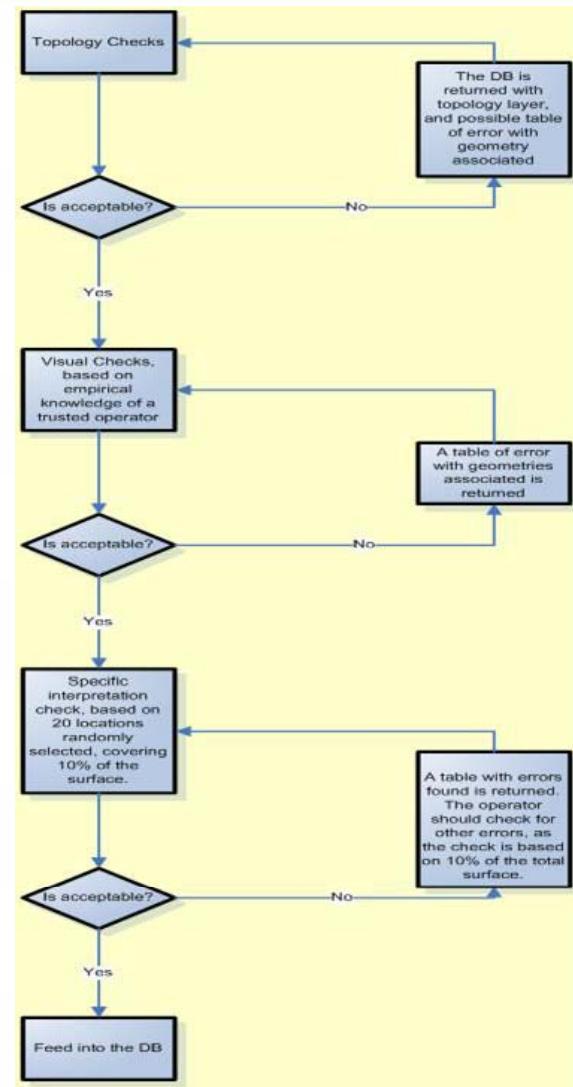 Topology Checks
The DB is
returned with
topology layer,
and possible table
of error with
geometry
associated
Is acceptable?
No
Yes
Visual Checks,
based on
empirical
knowledge of a
trusted operator
A table of error
with geometries
associated is
returned
Is acceptable?
No
Yes
Specific
interpretation
check, based on
20 locations
randomly
selected, covering
10% of the
surface.
A table with errors
found is returned.
The operator
should check for
other errors, as
the check is based
on 10% of the total
surface.
Is acceptable?
No
Yes
Feed into the DB